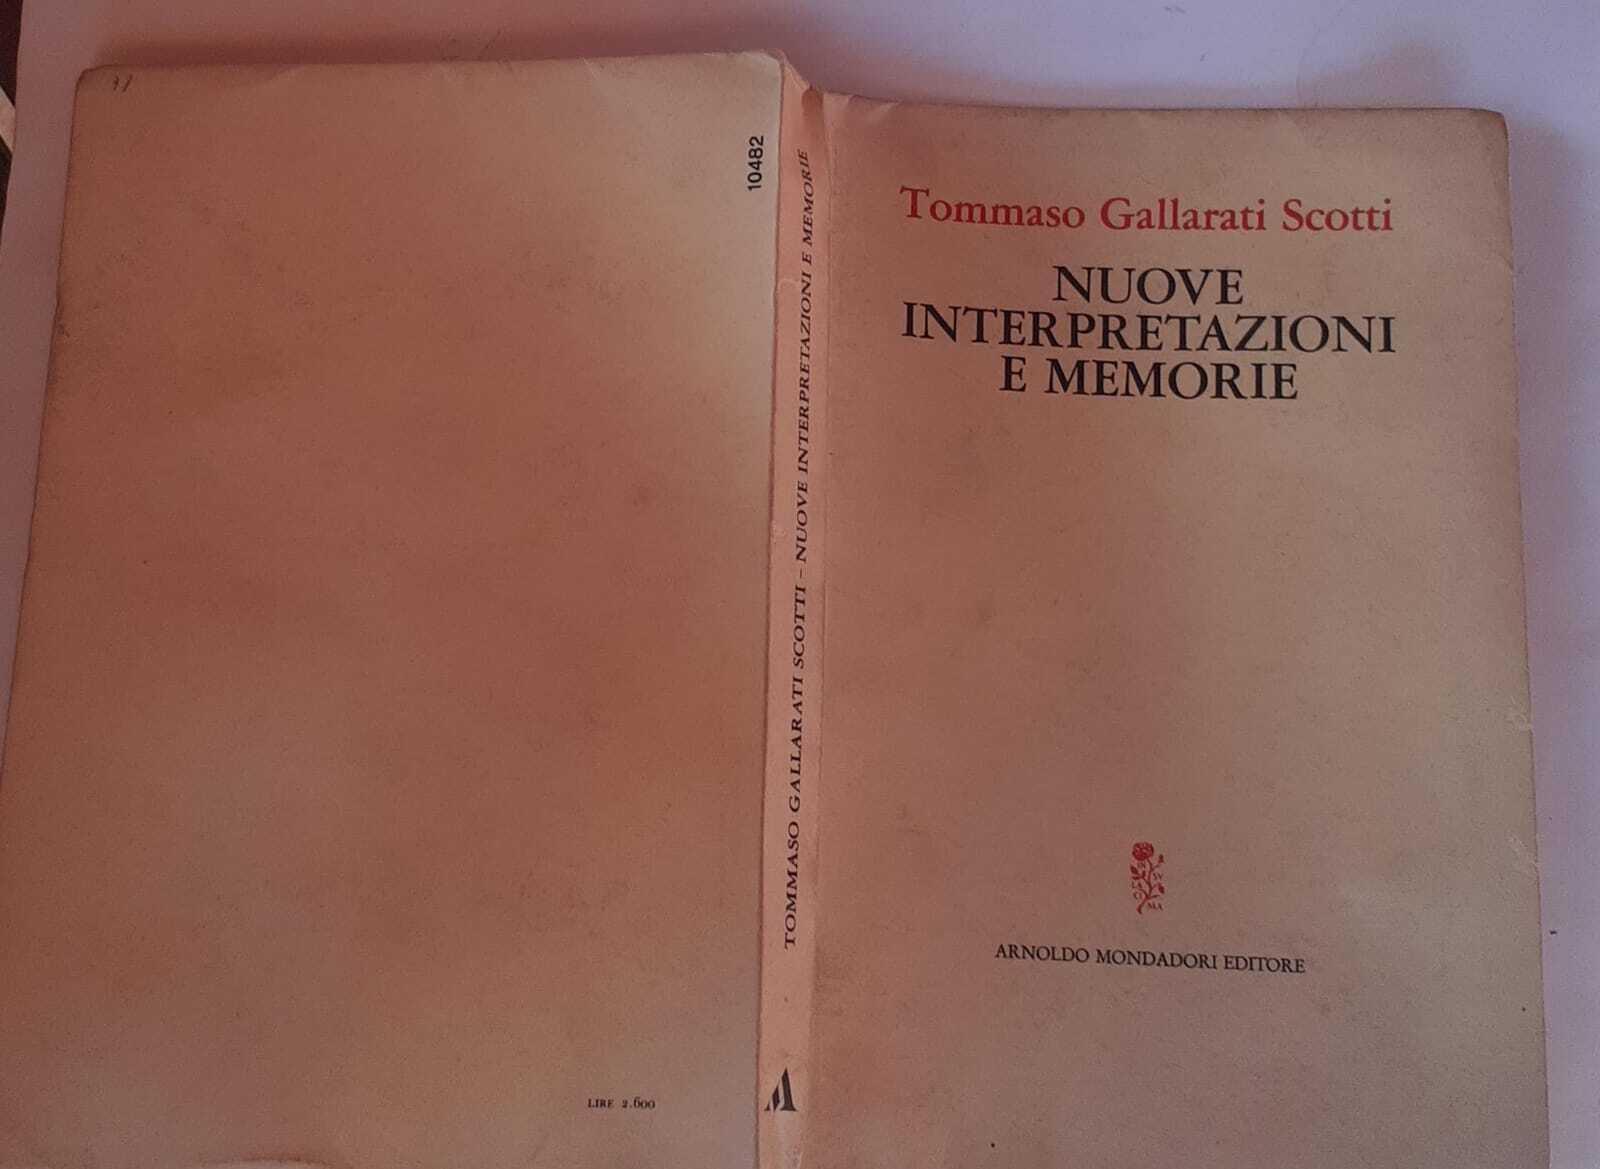 Tommaso Gallarati Scotti
NUOVE
INTERPRETAZIONI
E MEMORIE
ARNOLDO MONDADORI EDITORE
TOMMASO GALLARATI SCOTTI – NUOVE INTERPRETAZIONI E MEMORIE
10482
LIRE 2.600